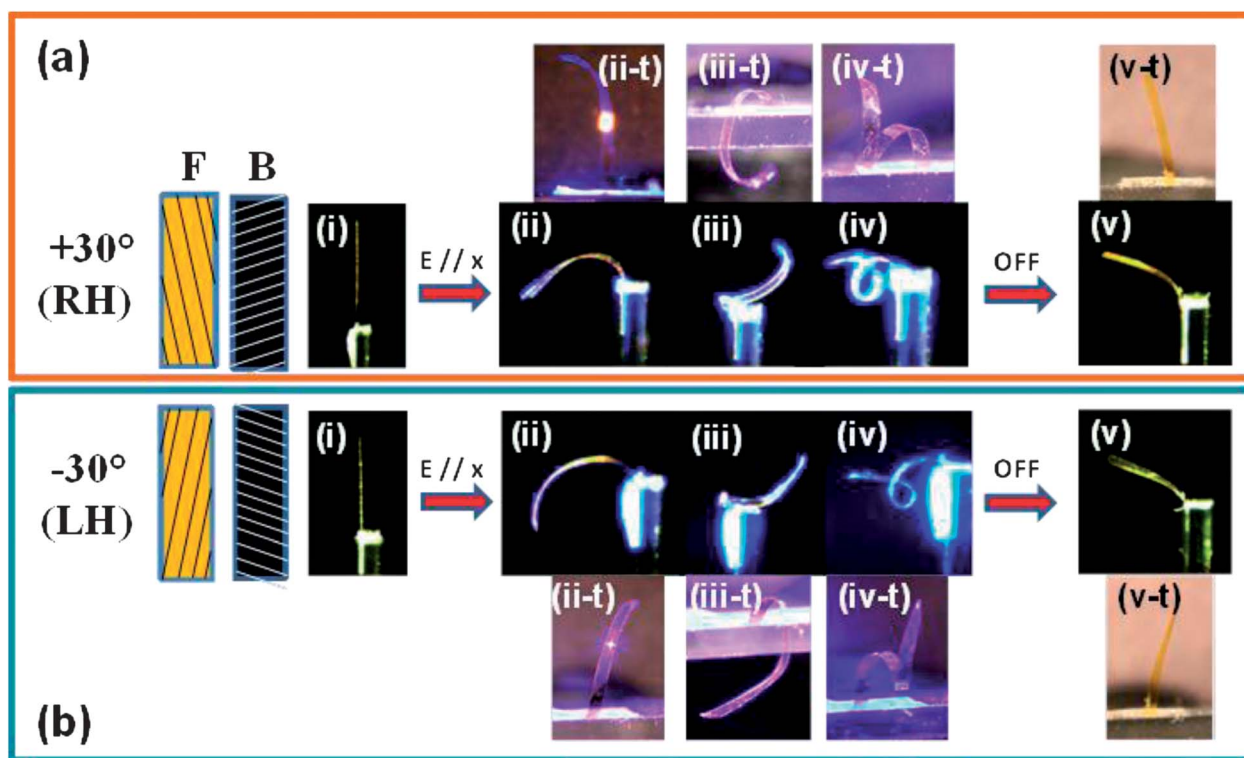 (a)
(ii-t) (iii-t) (iv-t) (v-t)
F B
+30°
(RH)
(i) E // x (ii) (iii) (iv) OFF (v)
-30°
(LH)
(i) E // x (ii) (iii) (iv) OFF (v)
(ii-t) (iii-t) (iv-t) (v-t)
(b)